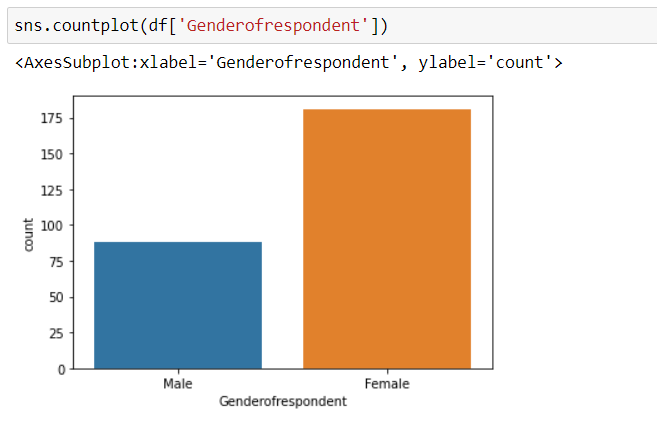 sns.countplot(df['Genderofrespondent'])
<AxesSubplot:xlabel='Genderofrespondent', ylabel='count'>
175
150
125
100
75
50
25
0
count
Male Female
Genderofrespondent